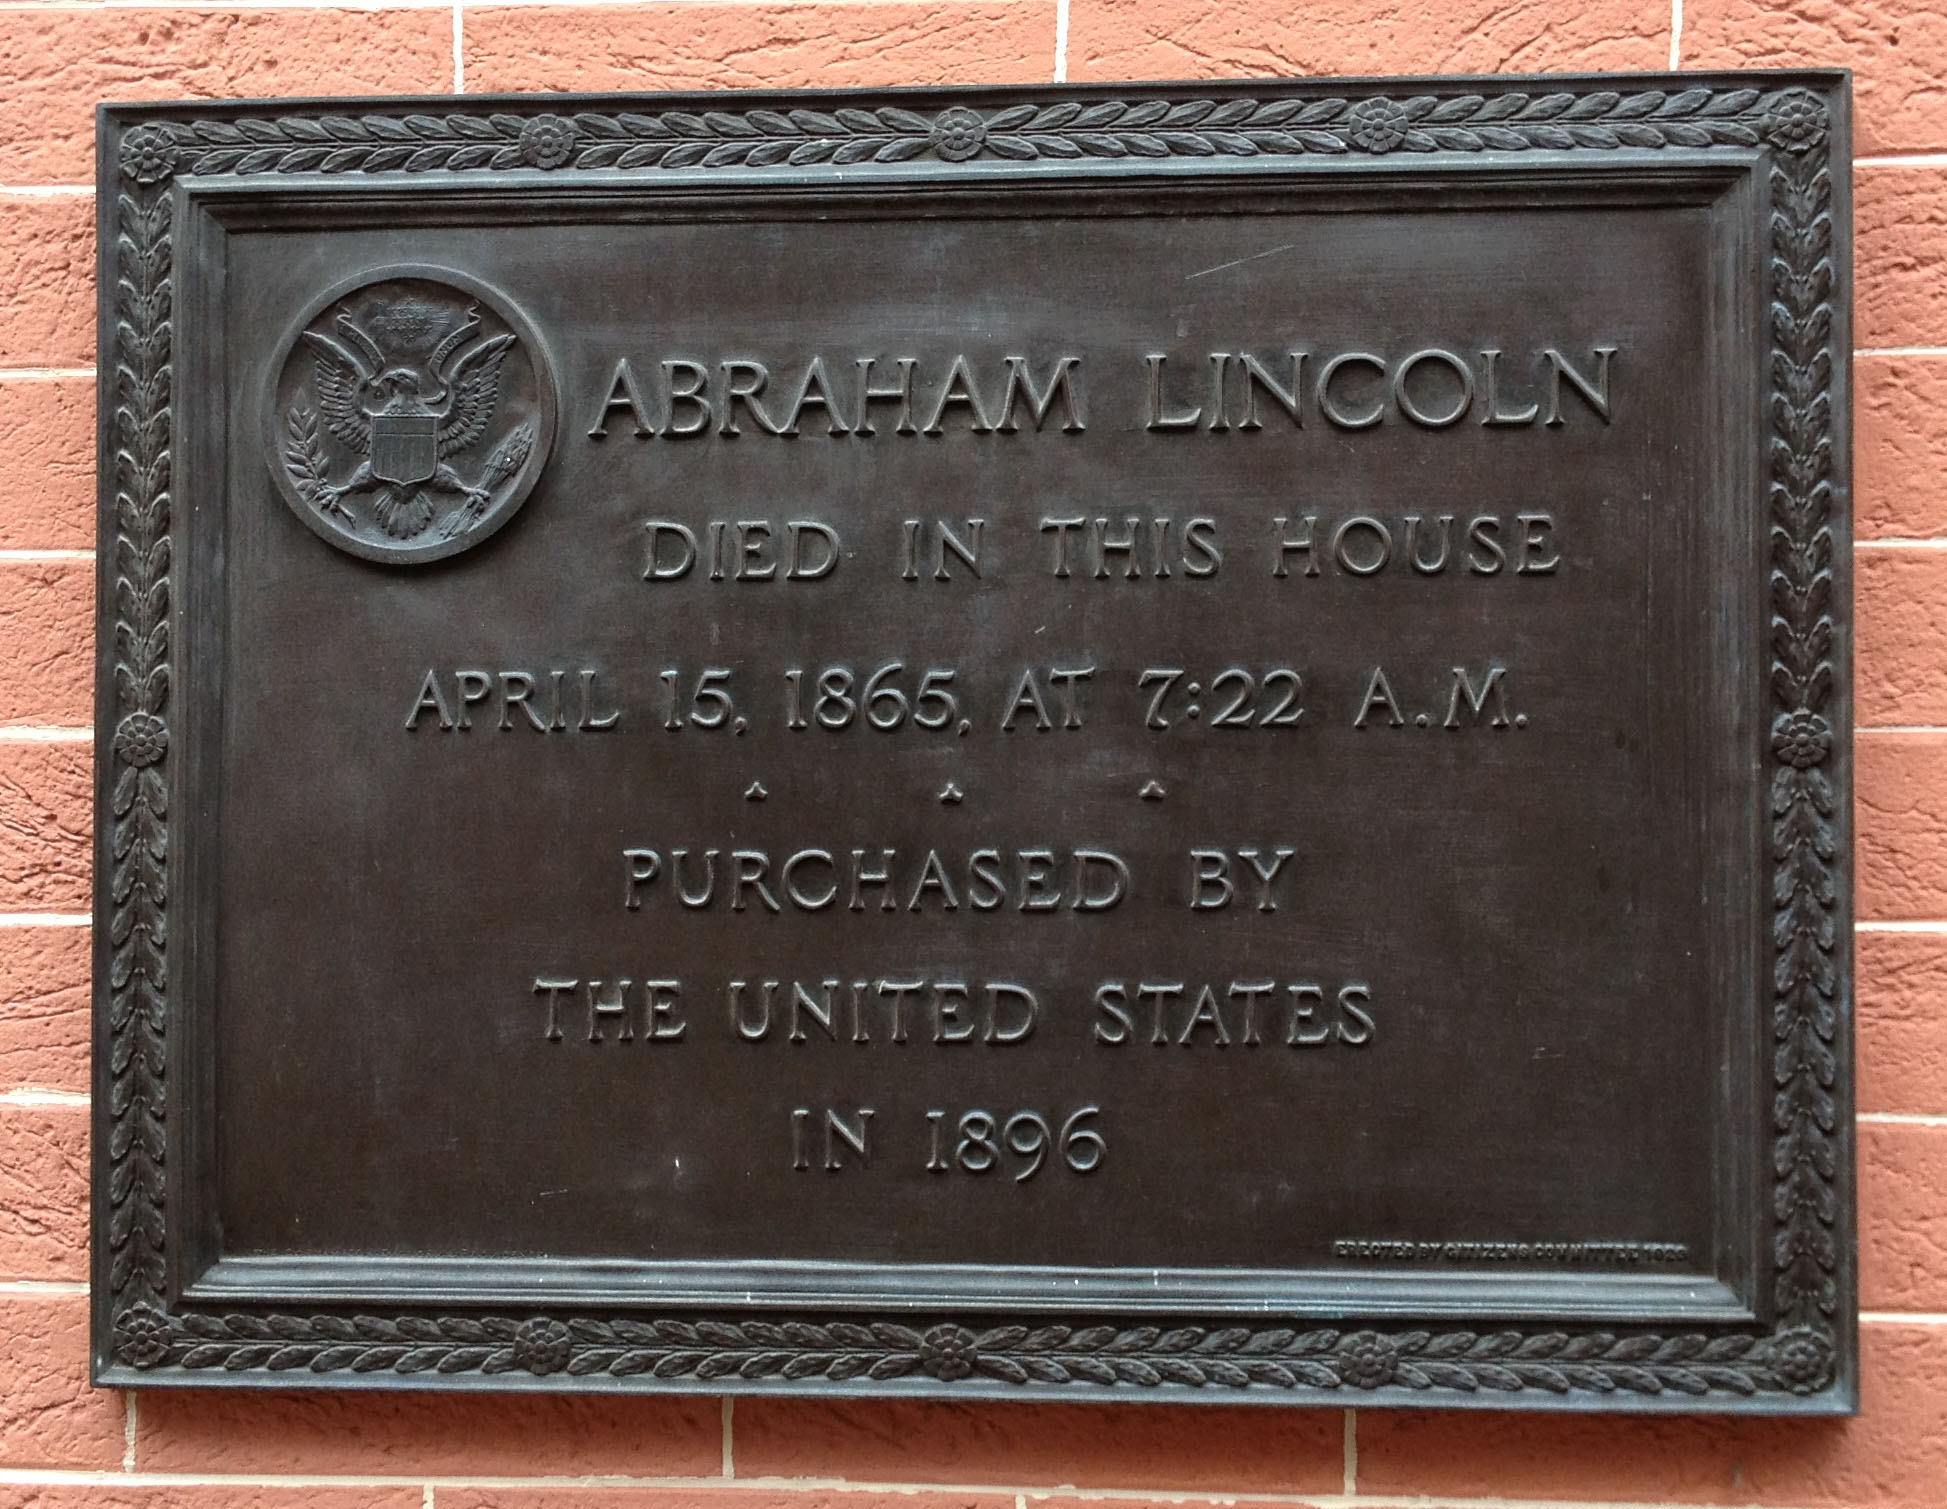 ABRAHAM LINCOLN
DIED IN THIS HOUSE
APRIL 15, 1865, AT 7:22 A.M.
PURCHASED BY
THE UNITED STATES
IN 1896
ERECTED BY CITIZENS COMMITTEE